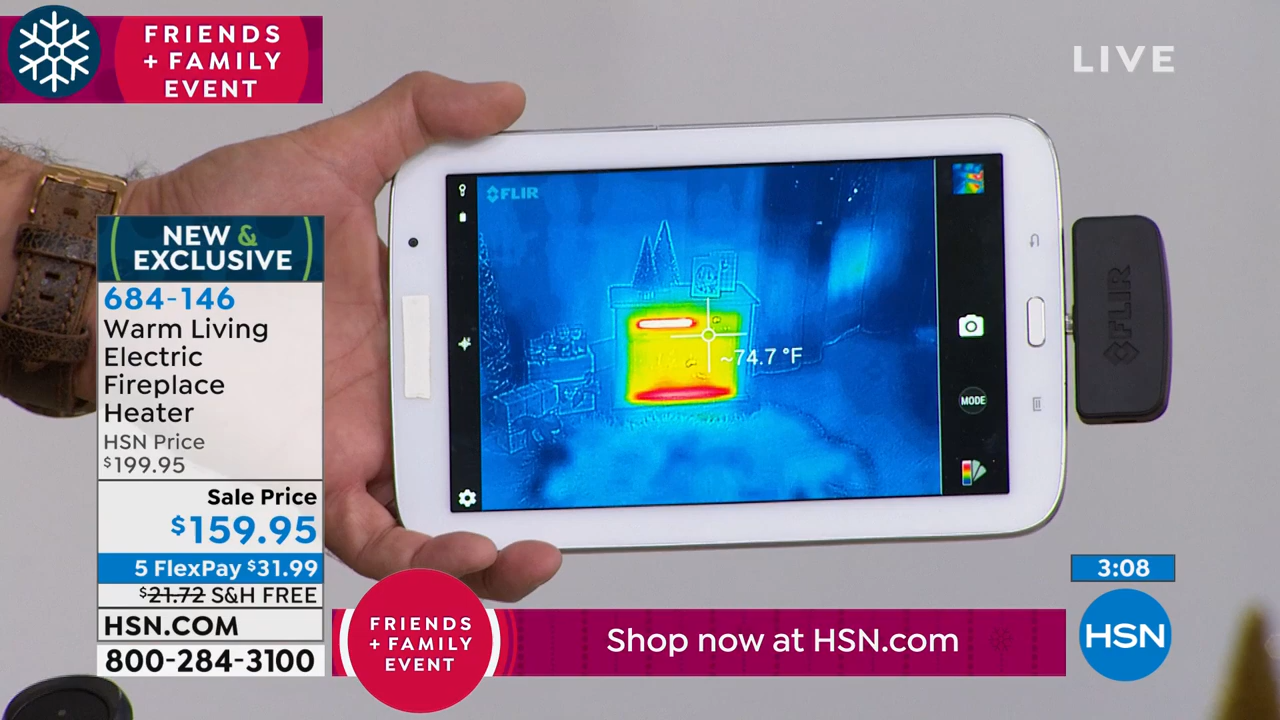 FRIENDS
+ FAMILY
EVENT
LIVE
FLIR
~74.7 °F
MODE
FLIR
NEW &
EXCLUSIVE
684-146
Warm Living
Electric
Fireplace
Heater
HSN Price
$199.95
Sale Price
$159.95
5 FlexPay $31.99
$21.72 S&H FREE
HSN.COM
800-284-3100
FRIENDS
+ FAMILY
EVENT
Shop now at HSN.com
3:08
HSN